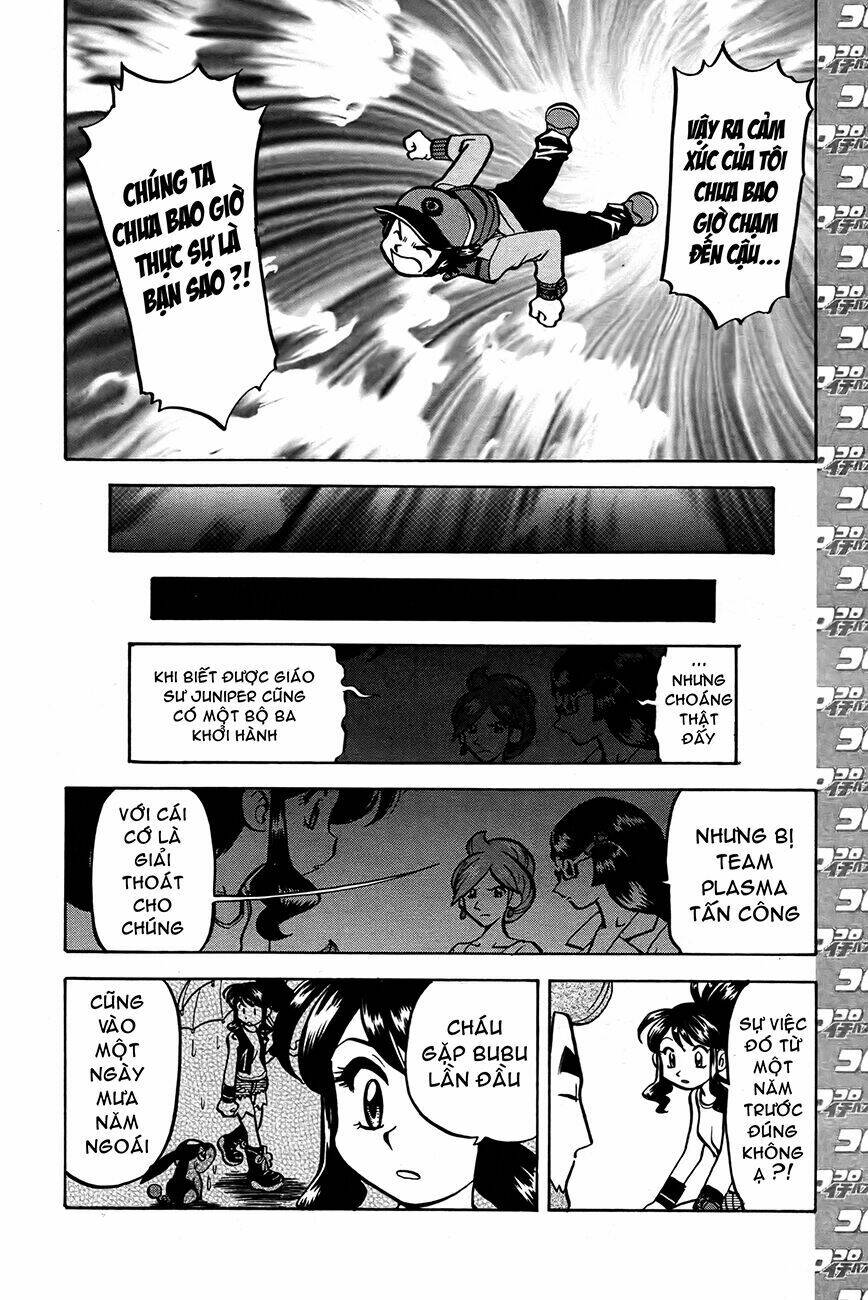 VẬY RA CẢM
XÚC CỦA TÔI
CHƯA BAO
GIỜ CHẠM
ĐẾN CẬU...
CHÚNG TA
CHƯA BAO GIỜ
THỰC SỰ LÀ
BẠN SAO ?!
...
NHƯNG
CHOÁNG
THẬT
ĐẤY
KHI BIẾT ĐƯỢC GIÁO
SƯ JUNIPER CŨNG
CÓ MỘT BỘ BA
KHỞI HÀNH
NHƯNG BỊ
TEAM
PLASMA
TẤN CÔNG
VỚI CÁI
CỚ LÀ
GIẢI
THOÁT
CHO
CHÚNG
SỰ VIỆC
ĐÓ TỪ
MỘT
NĂM
TRƯỚC
ĐÚNG
KHÔNG
Ạ ?!
CHÁU
GẶP BUBU
LẦN ĐẦU
CŨNG
VÀO
MỘT
NGÀY
MƯA
NĂM
NGOÁI